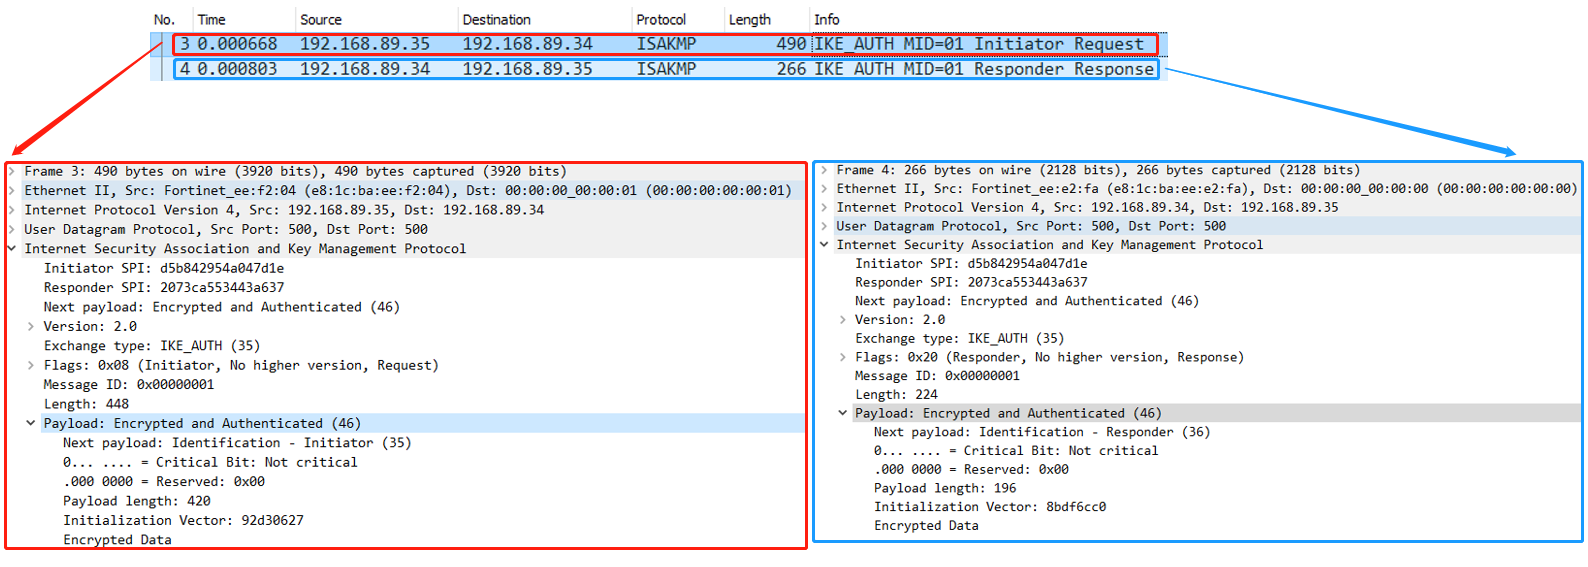 No. Time Source Destination Protocol Length Info
3 0.000668 192.168.89.35 192.168.89.34 ISAKMP 490 IKE_AUTH MID=01 Initiator Request
4 0.000803 192.168.89.34 192.168.89.35 ISAKMP 266 IKE_AUTH MID=01 Responder Response
Frame 3: 490 bytes on wire (3920 bits), 490 bytes captured (3920 bits)
Ethernet II, Src: Fortinet_ee:f2:04 (e8:1c:ba:ee:f2:04), Dst: 00:00:00_00:00:01 (00:00:00:00:00:01)
Internet Protocol Version 4, Src: 192.168.89.35, Dst: 192.168.89.34
User Datagram Protocol, Src Port: 500, Dst Port: 500
Internet Security Association and Key Management Protocol
Initiator SPI: d5b842954a047d1e
Responder SPI: 2073ca553443a637
Next payload: Encrypted and Authenticated (46)
Version: 2.0
Exchange type: IKE_AUTH (35)
Flags: 0x08 (Initiator, No higher version, Request)
Message ID: 0x00000001
Length: 448
Payload: Encrypted and Authenticated (46)
Next payload: Identification - Initiator (35)
0... .... = Critical Bit: Not critical
.000 0000 = Reserved: 0x00
Payload length: 420
Initialization Vector: 92d30627
Encrypted Data
Frame 4: 266 bytes on wire (2128 bits), 266 bytes captured (2128 bits)
Ethernet II, Src: Fortinet_ee:e2:fa (e8:1c:ba:ee:e2:fa), Dst: 00:00:00_00:00:00 (00:00:00:00:00:00)
Internet Protocol Version 4, Src: 192.168.89.34, Dst: 192.168.89.35
User Datagram Protocol, Src Port: 500, Dst Port: 500
Internet Security Association and Key Management Protocol
Initiator SPI: d5b842954a047d1e
Responder SPI: 2073ca553443a637
Next payload: Encrypted and Authenticated (46)
Version: 2.0
Exchange type: IKE_AUTH (35)
Flags: 0x20 (Responder, No higher version, Response)
Message ID: 0x00000001
Length: 224
Payload: Encrypted and Authenticated (46)
Next payload: Identification - Responder (36)
0... .... = Critical Bit: Not critical
.000 0000 = Reserved: 0x00
Payload length: 196
Initialization Vector: 8bdf6cc0
Encrypted Data